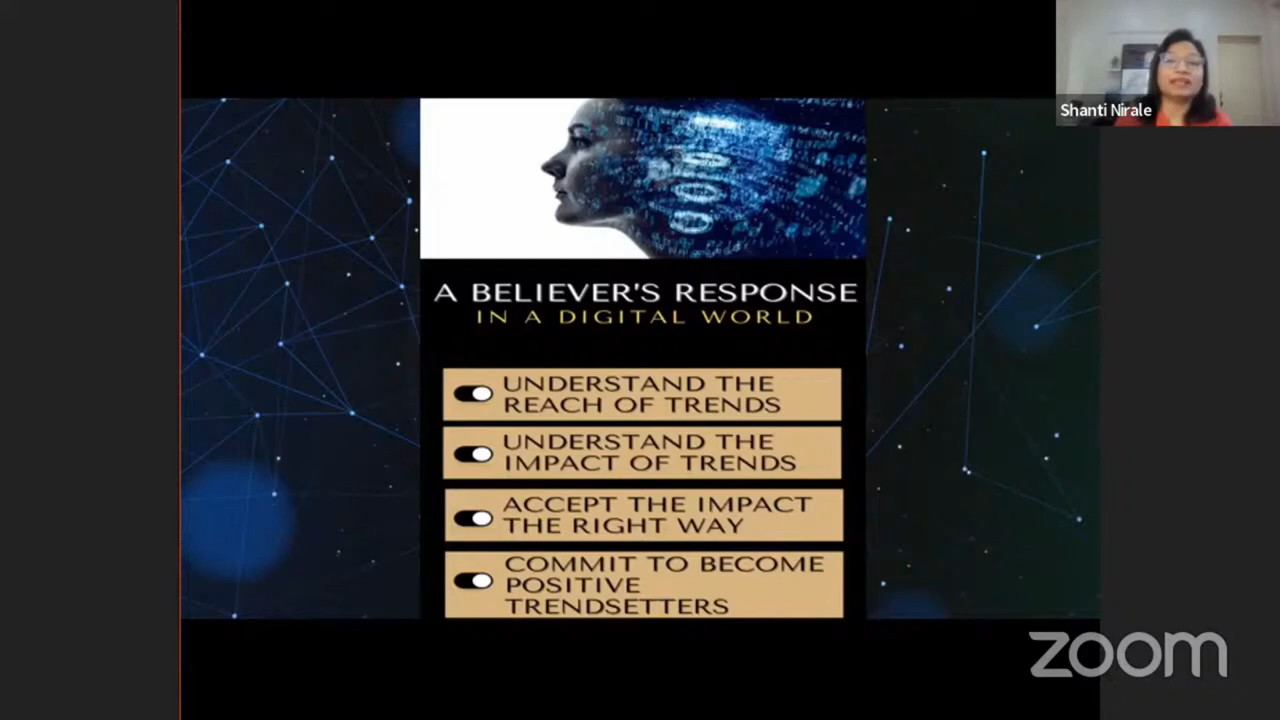 Shanti Nirale
A BELIEVER'S RESPONSE
IN A DIGITAL WORLD
UNDERSTAND THE
REACH OF TRENDS
UNDERSTAND THE
IMPACT OF TRENDS
ACCEPT THE IMPACT
THE RIGHT WAY
COMMIT TO BECOME
POSITIVE
TRENDSETTERS
zoom